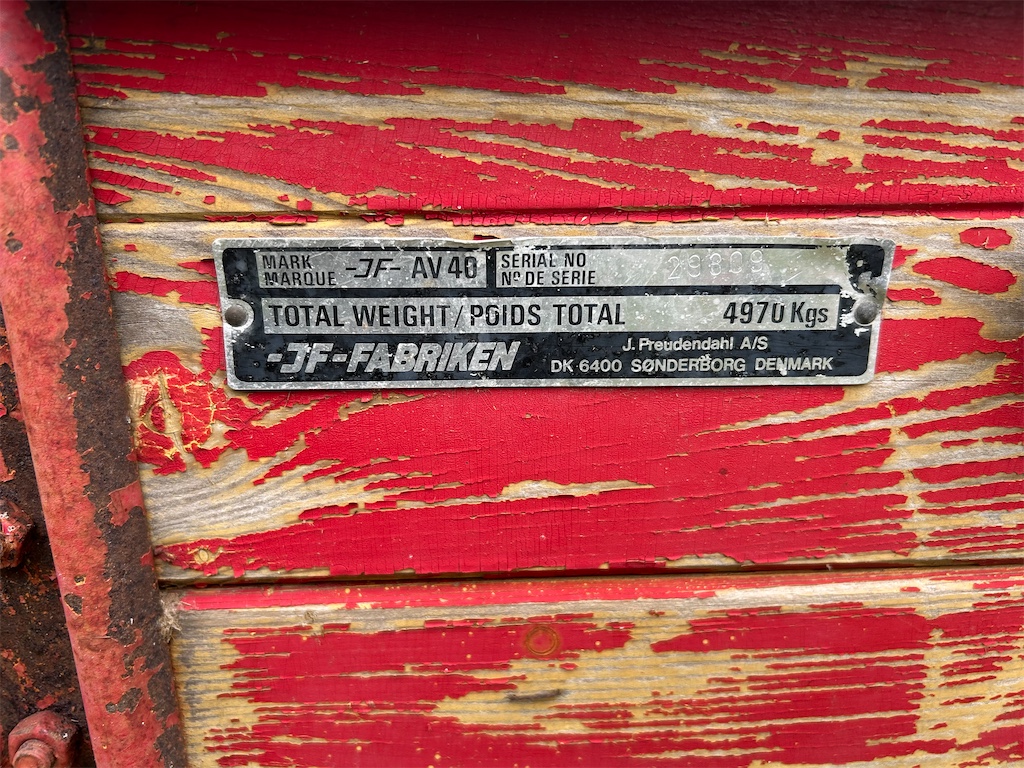 MARK -JF- AV 40 SERIAL NO
MARQUE Nº DE SERIE 29809
TOTAL WEIGHT/POIDS TOTAL 4970 Kgs
-JF-FABRIKEN J. Freudendahl A/S
DK 6400 SØNDERBORG DENMARK